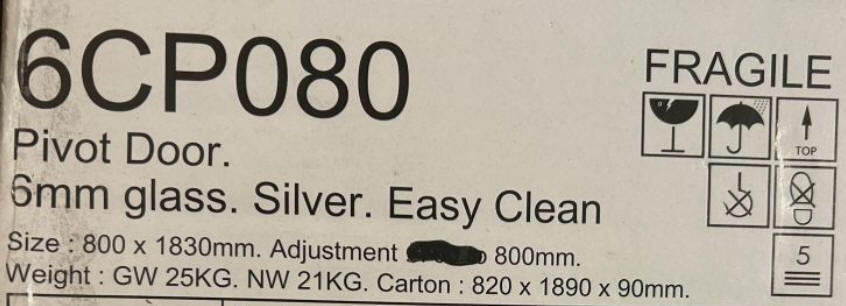 6CP080
FRAGILE
TOP
Pivot Door.
6mm glass. Silver. Easy Clean
Size : 800 x 1830mm. Adjustment 800mm.
5
Weight : GW 25KG. NW 21KG. Carton : 820 x 1890 x 90mm.